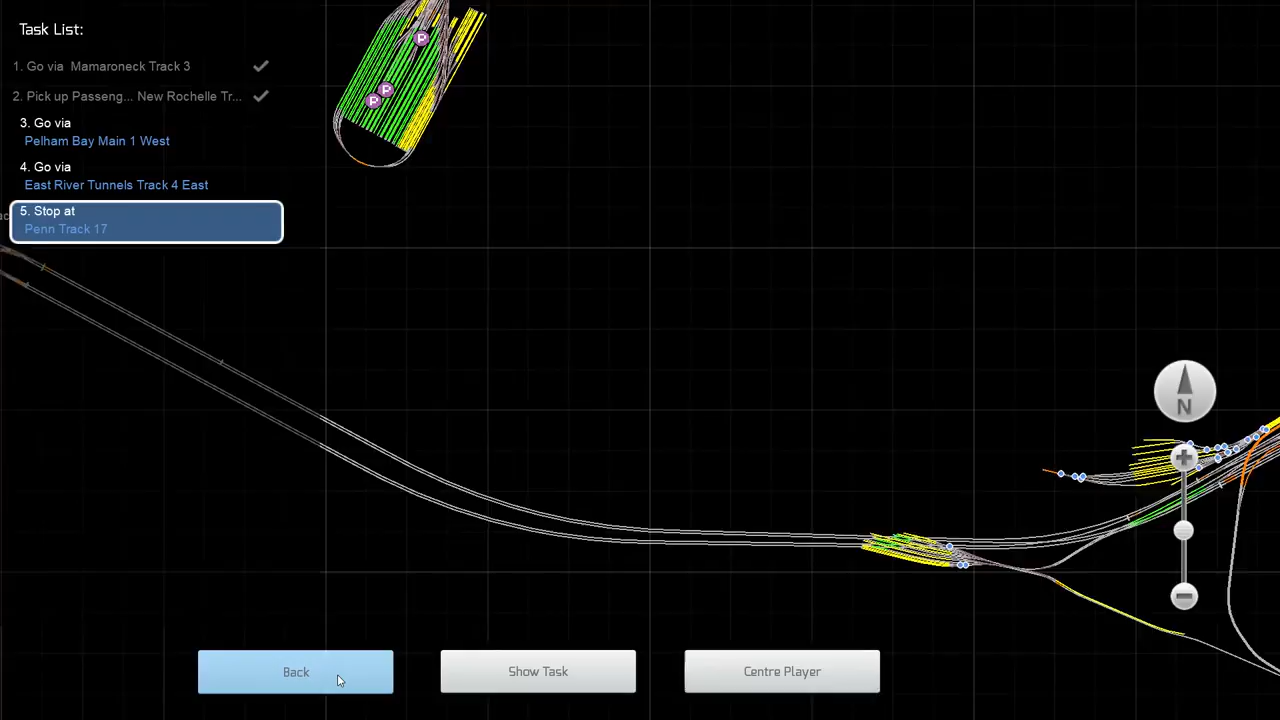 Task List:
1. Go via Mamaroneck Track 3
2. Pick up Passeng... New Rochelle Tr...
3. Go via
Pelham Bay Main 1 West
4. Go via
East River Tunnels Track 4 East
5. Stop at
Penn Track 17
P
P
P
N
Back
Show Task
Centre Player